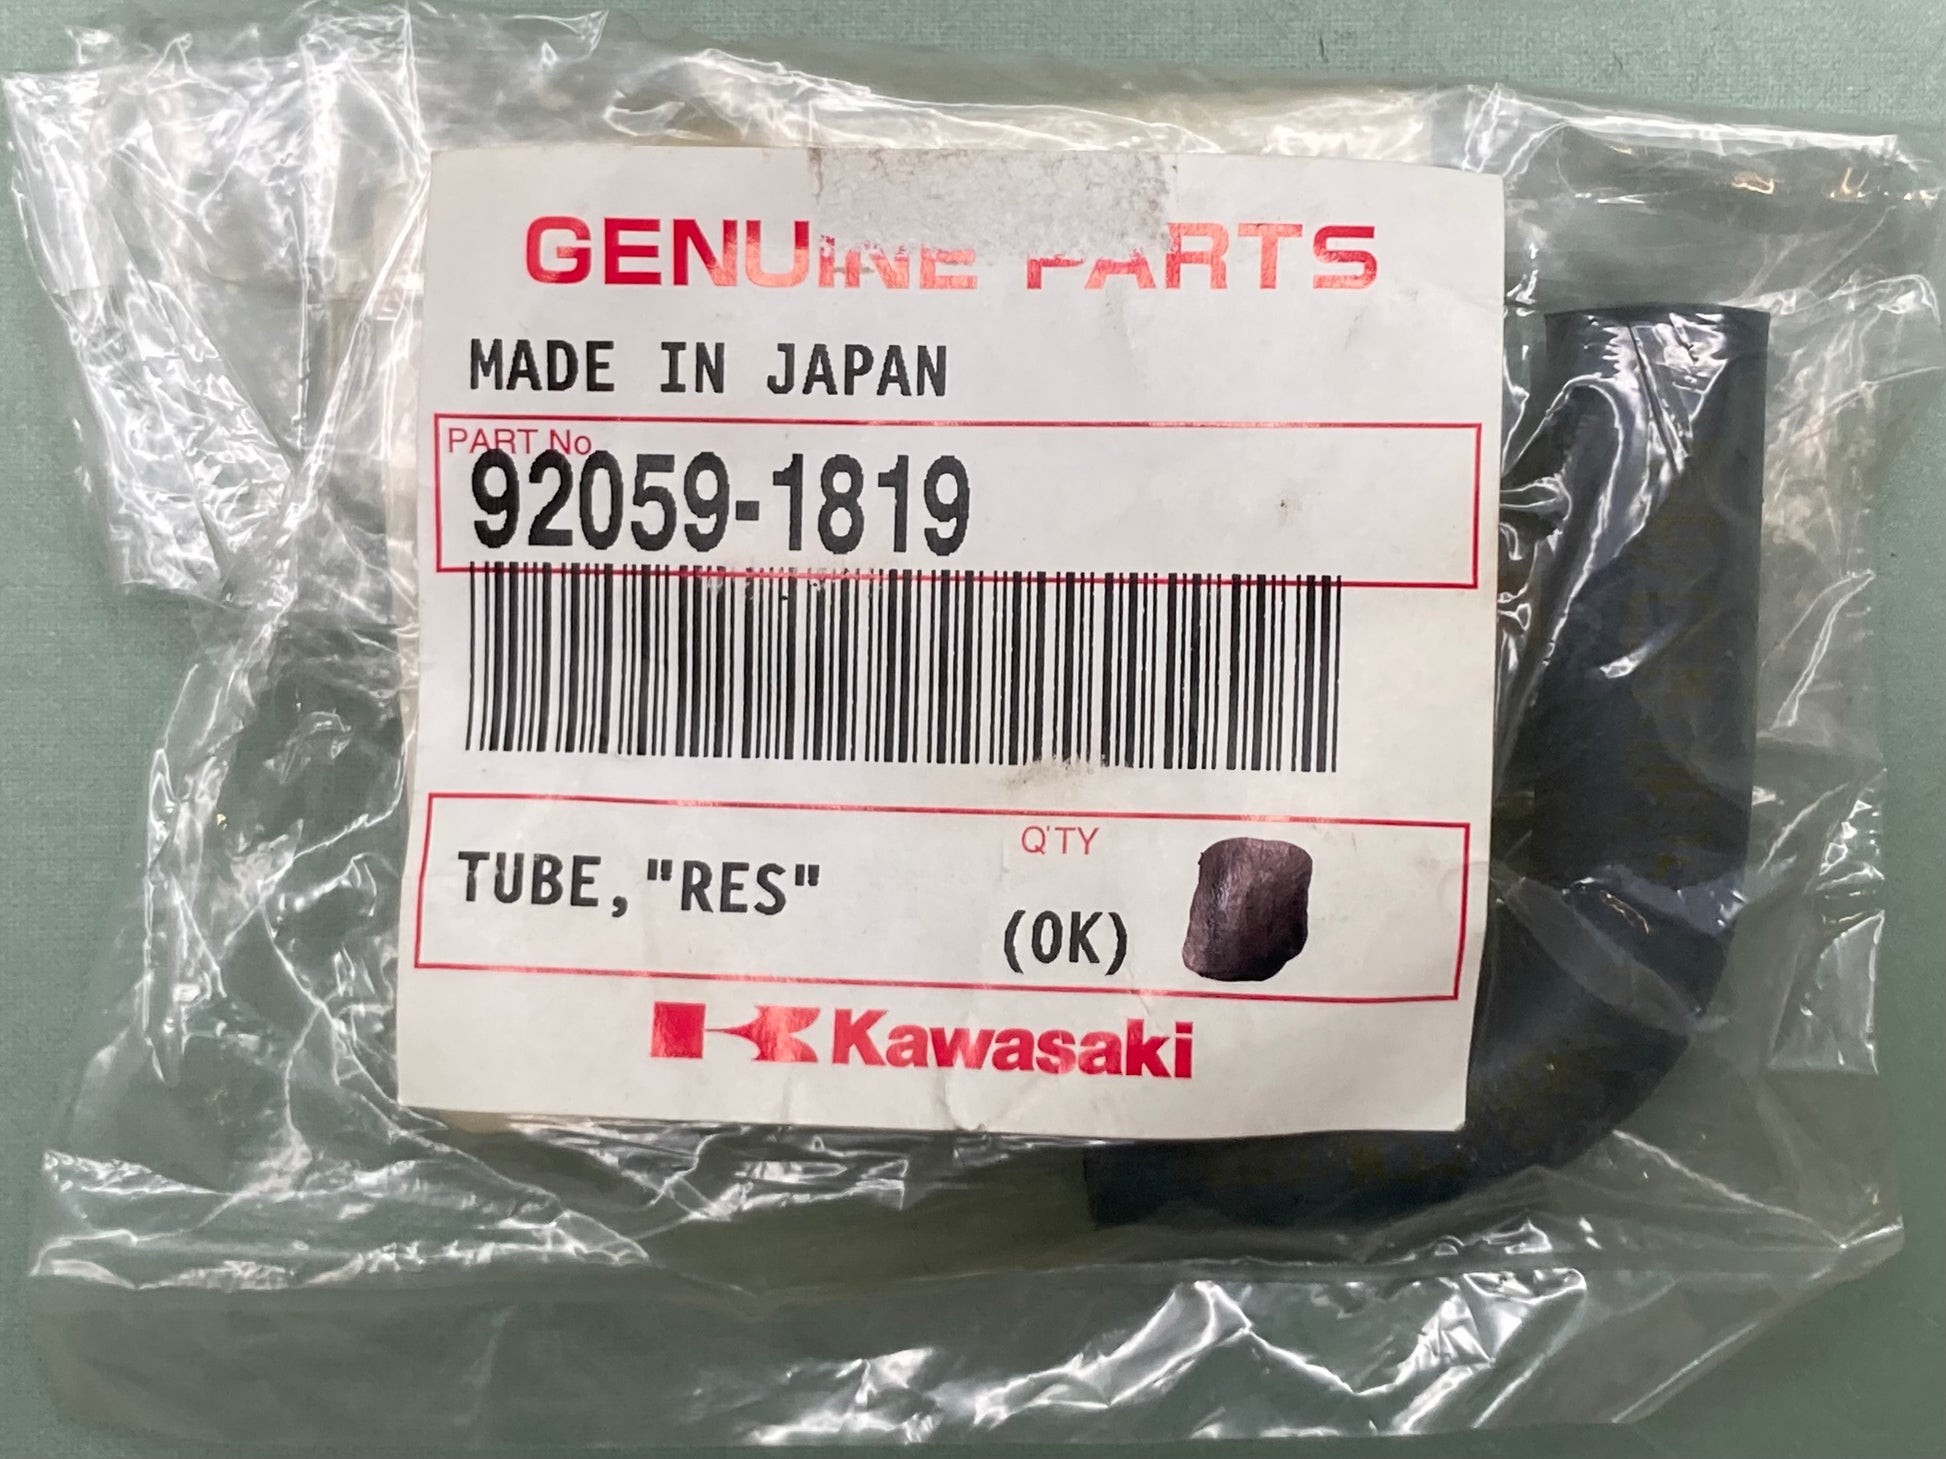 GENUINE PARTS
MADE IN JAPAN
PART No.
92059-1819
Q'TY
TUBE,"RES"
(OK)
Kawasaki